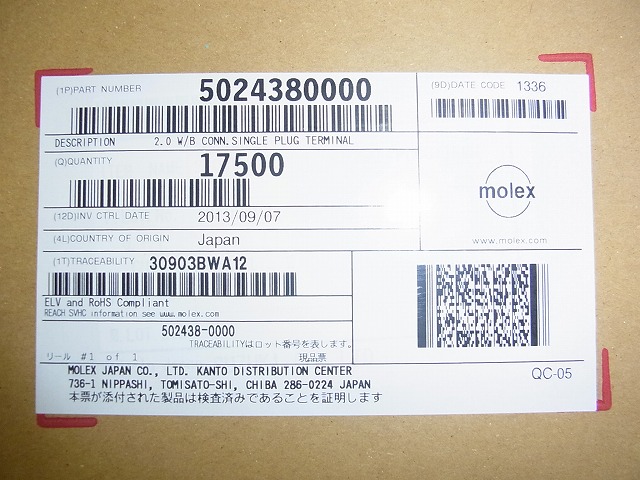 (1P)PART NUMBER 5024380000
(9D)DATE CODE 1336
DESCRIPTION 2.0 W/B CONN.SINGLE PLUG TERMINAL
(Q)QUANTITY 17500
molex
(12D)INV CTRL DATE 2013/09/07
(4L)COUNTRY OF ORIGIN Japan
www.molex.com
(1T)TRACEABILITY 30903BWA12
ELV and RoHS Compliant
REACH SVHC information see www.molex.com
502438-0000
TRACEABILITYはロット番号を表します。
リール #1 of 1 現品票
MOLEX JAPAN CO., LTD. KANTO DISTRIBUTION CENTER
736-1 NIPPASHI, TOMISATO-SHI, CHIBA 286-0224 JAPAN
QC-05
本票が添付された製品は検査済みであることを証明します